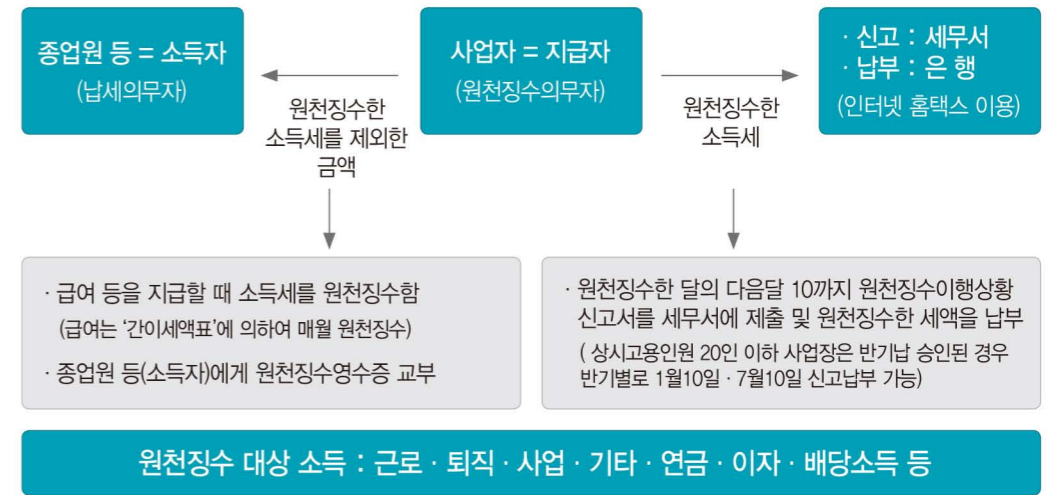 종업원 등 = 소득자
(납세의무자)
사업자 = 지급자
(원천징수의무자)
· 신고 : 세무서
· 납부 : 은 행
(인터넷 홈택스 이용)
원천징수한
소득세를 제외한
금액
원천징수한
소득세
· 급여 등을 지급할 때 소득세를 원천징수함
(급여는 ‘간이세액표’에 의하여 매월 원천징수)
· 종업원 등(소득자)에게 원천징수영수증 교부
· 원천징수한 달의 다음달 10까지 원천징수이행상황
신고서를 세무서에 제출 및 원천징수한 세액을 납부
( 상시고용인원 20인 이하 사업장은 반기납 승인된 경우
반기별로 1월10일 · 7월10일 신고납부 가능)
원천징수 대상 소득 : 근로 · 퇴직 · 사업 · 기타 · 연금 · 이자 · 배당소득 등